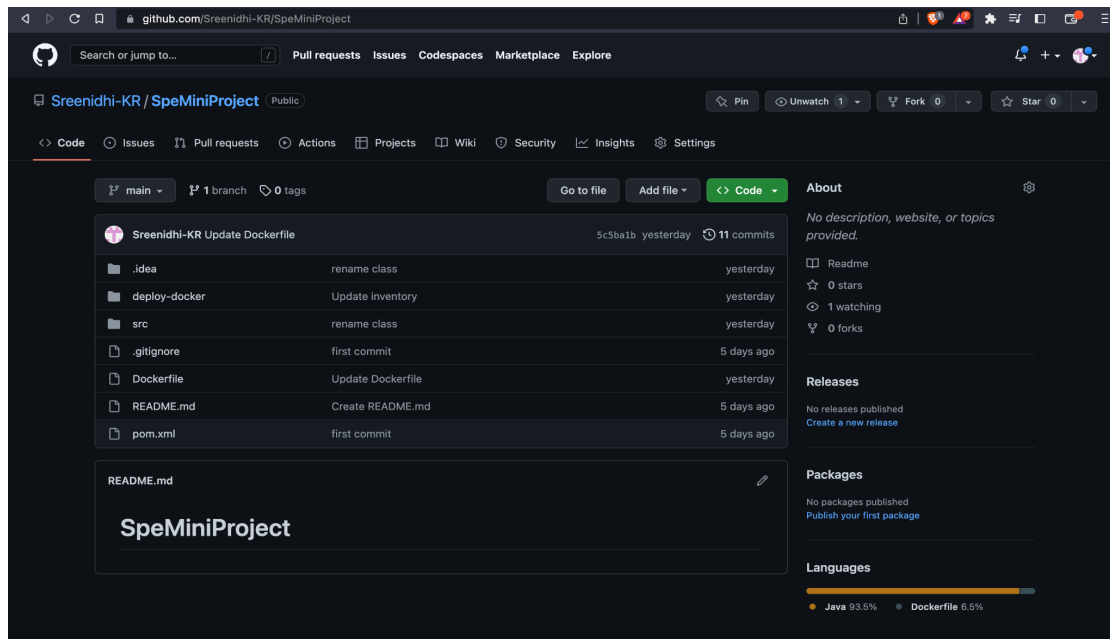 github.com/Sreenidhi-KR/SpeMiniProject
Search or jump to... / Pull requests Issues Codespaces Marketplace Explore
Sreenidhi-KR / SpeMiniProject Public Pin Unwatch 1 Fork 0 Star 0
Code Issues Pull requests Actions Projects Wiki Security Insights Settings
main 1 branch 0 tags Go to file Add file Code
Sreenidhi-KR Update Dockerfile 5c5ba1b yesterday 11 commits
.idea rename class yesterday
deploy-docker Update inventory yesterday
src rename class yesterday
.gitignore first commit 5 days ago
Dockerfile Update Dockerfile yesterday
README.md Create README.md 5 days ago
pom.xml first commit 5 days ago
README.md
SpeMiniProject
About
No description, website, or topics
provided.
Readme
0 stars
1 watching
0 forks
Releases
No releases published
Create a new release
Packages
No packages published
Publish your first package
Languages
Java 93.5% Dockerfile 6.5%